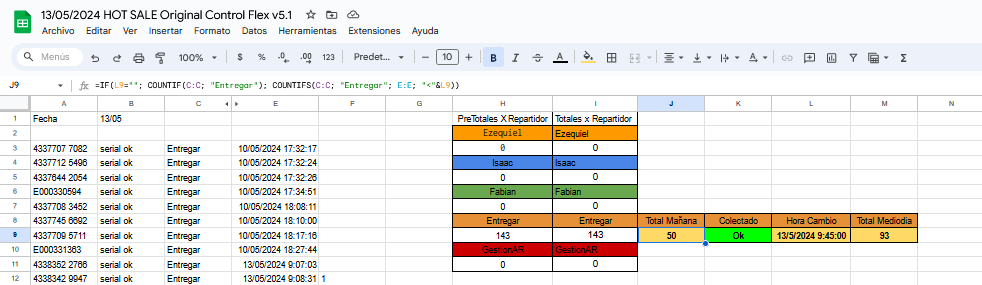 13/05/2024 HOT SALE Original Control Flex v5.1
Archivo Editar Ver Insertar Formato Datos Herramientas Extensiones Ayuda
Menús 100% $ % .0 .00 123 Predet... 10 B I A
J9 fx =IF(L9=""; COUNTIF(C:C; "Entregar"); COUNTIFS(C:C; "Entregar"; E:E; "<"&L9))
A B C E F G H I J K L M N
1 Fecha 13/05 PreTotales X Repartidor Totales x Repartidor
2 Ezequiel Ezequiel
3 4337707 7082 serial ok Entregar 10/05/2024 17:32:17 0 0
4 4337712 5496 serial ok Entregar 10/05/2024 17:32:24 Isaac Isaac
5 4337644 2054 serial ok Entregar 10/05/2024 17:32:26 0 0
6 E000330594 serial ok Entregar 10/05/2024 17:34:51 Fabian Fabian
7 4337708 3452 serial ok Entregar 10/05/2024 18:08:11 0 0
8 4337745 6692 serial ok Entregar 10/05/2024 18:10:00 Entregar Entregar Total Mañana Colectado Hora Cambio Total Mediodia
9 4337709 5711 serial ok Entregar 10/05/2024 18:17:16 143 143 50 Ok 13/5/2024 9:45:00 93
10 E000331363 serial ok Entregar 10/05/2024 18:27:44 GestionAR GestionAR
11 4338352 2766 serial ok Entregar 13/05/2024 9:07:03 0 0
12 4338342 9947 serial ok Entregar 13/05/2024 9:08:31 1